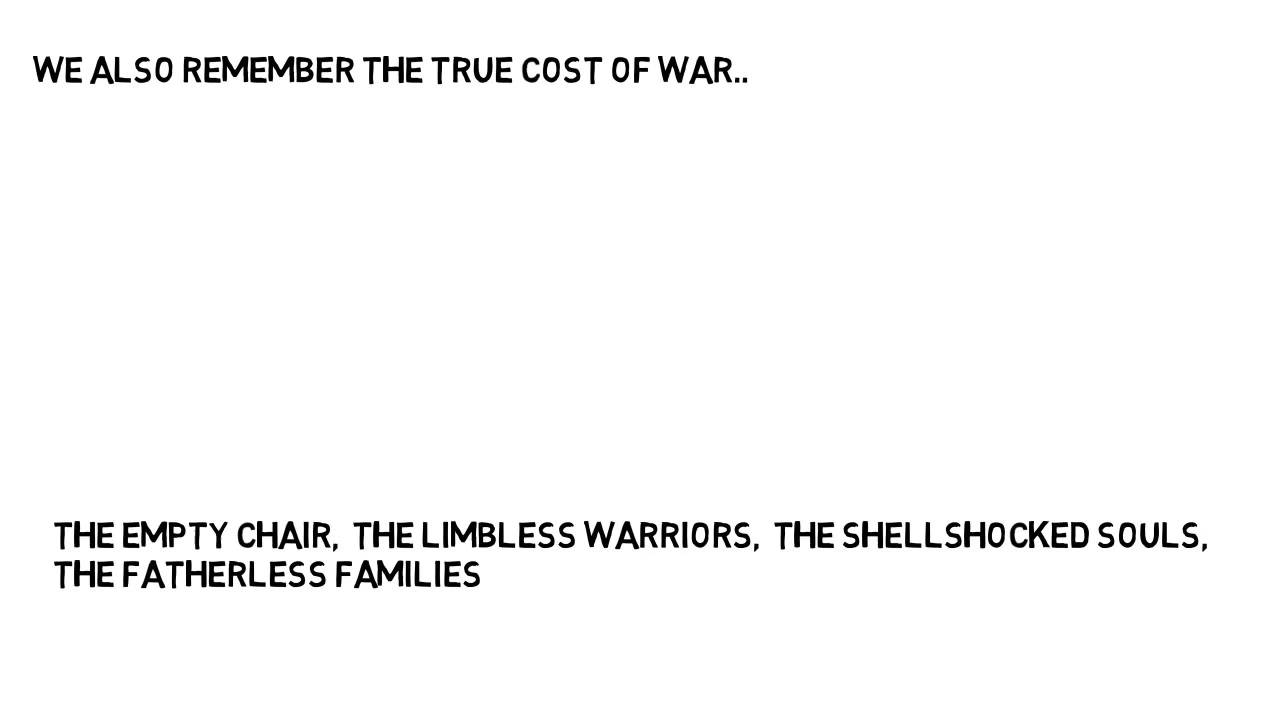 WE ALSO REMEMBER THE TRUE COST OF WAR..
THE EMPTY CHAIR, THE LIMBLESS WARRIORS, THE SHELLSHOCKED SOULS,
THE FATHERLESS FAMILIES